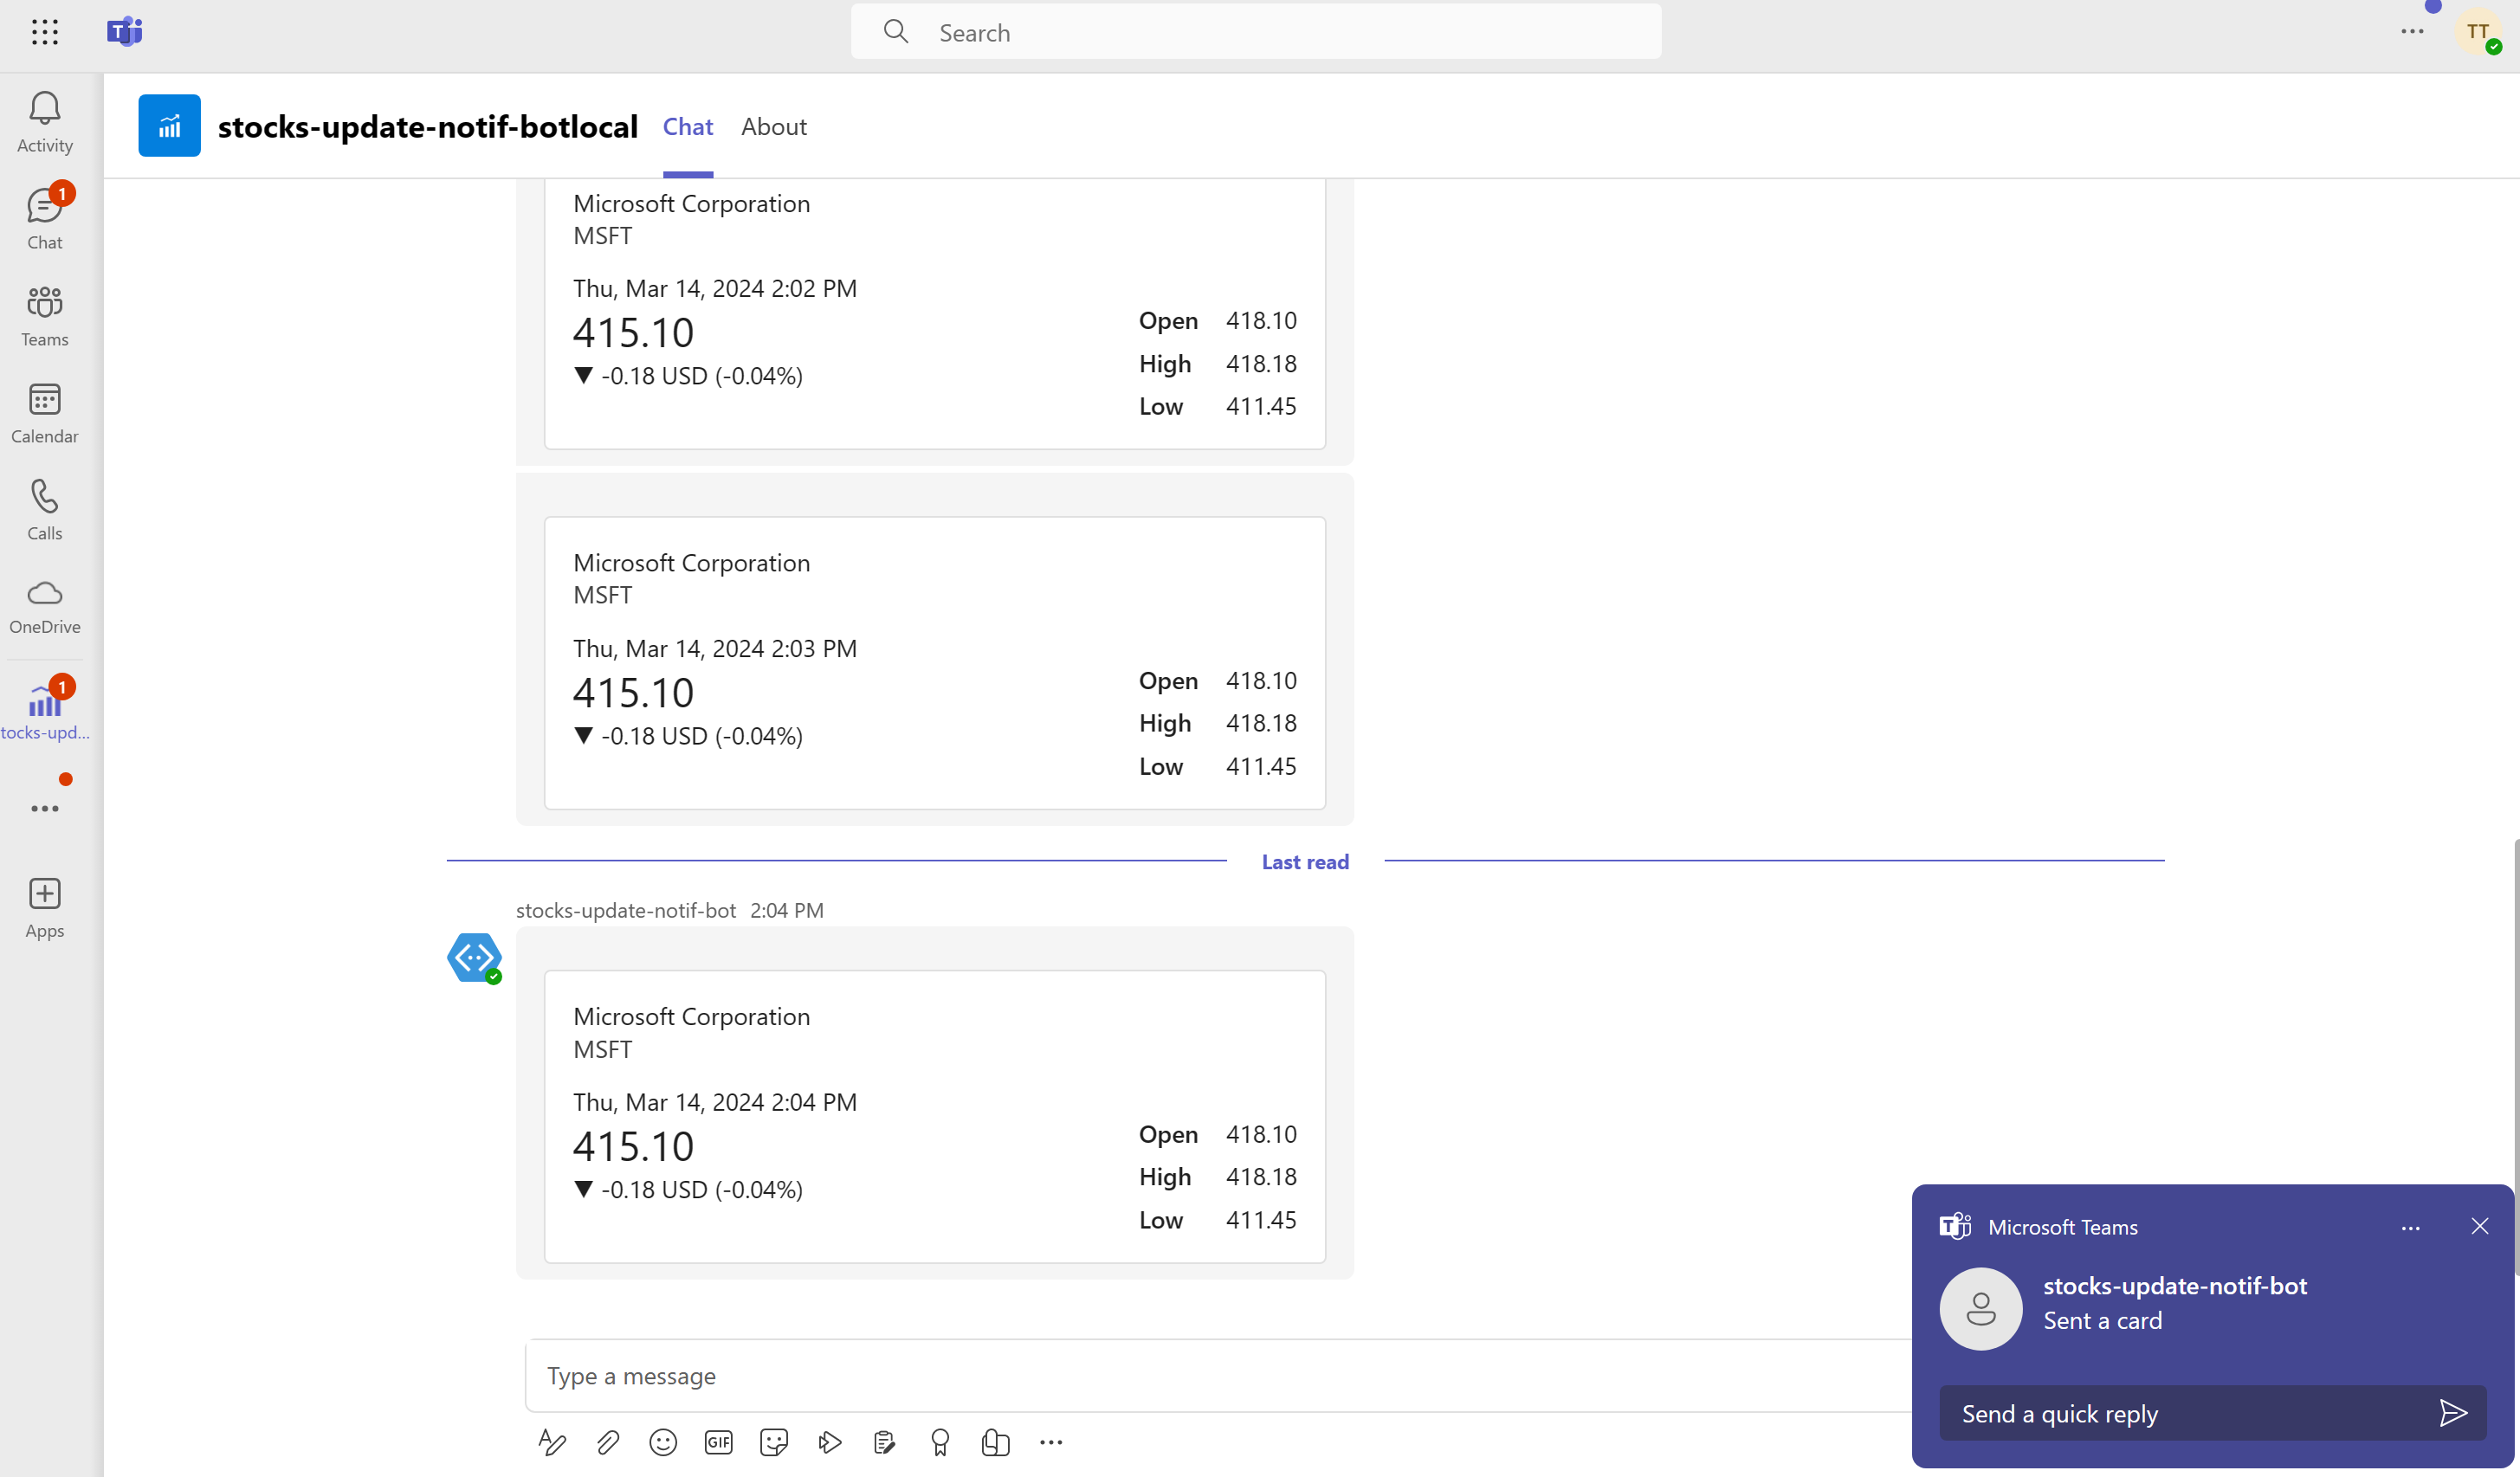 Search
TT
Activity
1
Chat
Teams
Calendar
Calls
OneDrive
1
tocks-upd...
Apps
stocks-update-notif-botlocal Chat About
Microsoft Corporation
MSFT
Thu, Mar 14, 2024 2:02 PM
415.10
▼ -0.18 USD (-0.04%)
Open 418.10
High 418.18
Low 411.45
Microsoft Corporation
MSFT
Thu, Mar 14, 2024 2:03 PM
415.10
▼ -0.18 USD (-0.04%)
Open 418.10
High 418.18
Low 411.45
Last read
stocks-update-notif-bot 2:04 PM
Microsoft Corporation
MSFT
Thu, Mar 14, 2024 2:04 PM
415.10
▼ -0.18 USD (-0.04%)
Open 418.10
High 418.18
Low 411.45
Type a message
GIF
Microsoft Teams
stocks-update-notif-bot
Sent a card
Send a quick reply